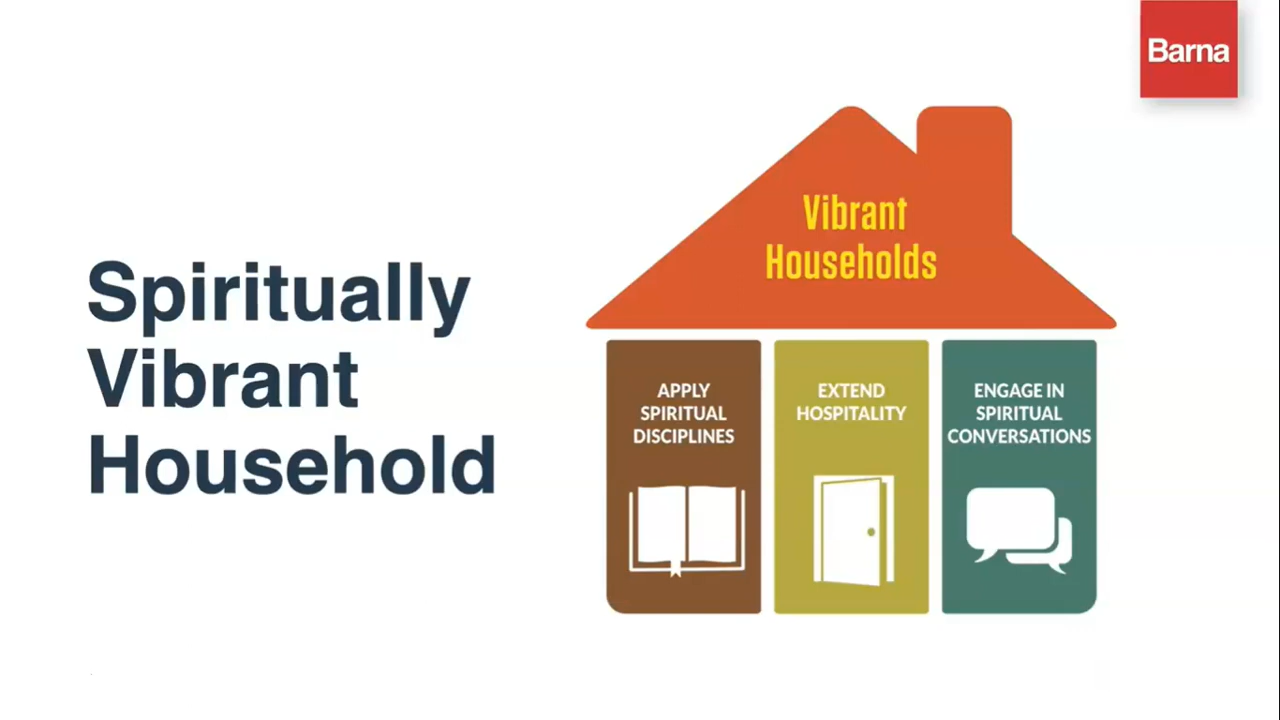 Barna
Spiritually
Vibrant
Household
Vibrant
Households
APPLY
SPIRITUAL
DISCIPLINES
EXTEND
HOSPITALITY
ENGAGE IN
SPIRITUAL
CONVERSATIONS